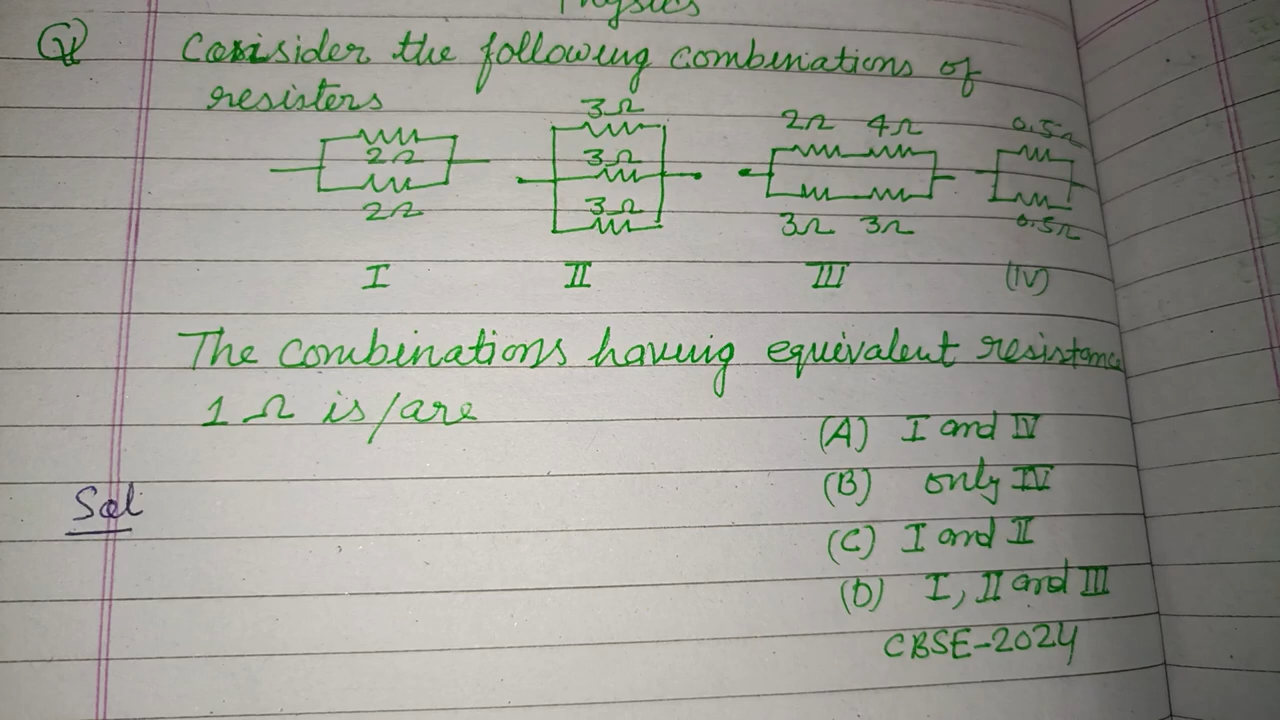 Physics
Q Consider the following combinations of
resisters
3Ω 2Ω 4Ω 0.5Ω
2Ω 3Ω
2Ω 3Ω 3Ω 3Ω 0.5Ω
I II III (IV)
The combinations having equivalent resistance
1 Ω is/are
(A) I and IV
(B) only IV
Sol
(C) I and II
(D) I, II and III
CBSE-2024